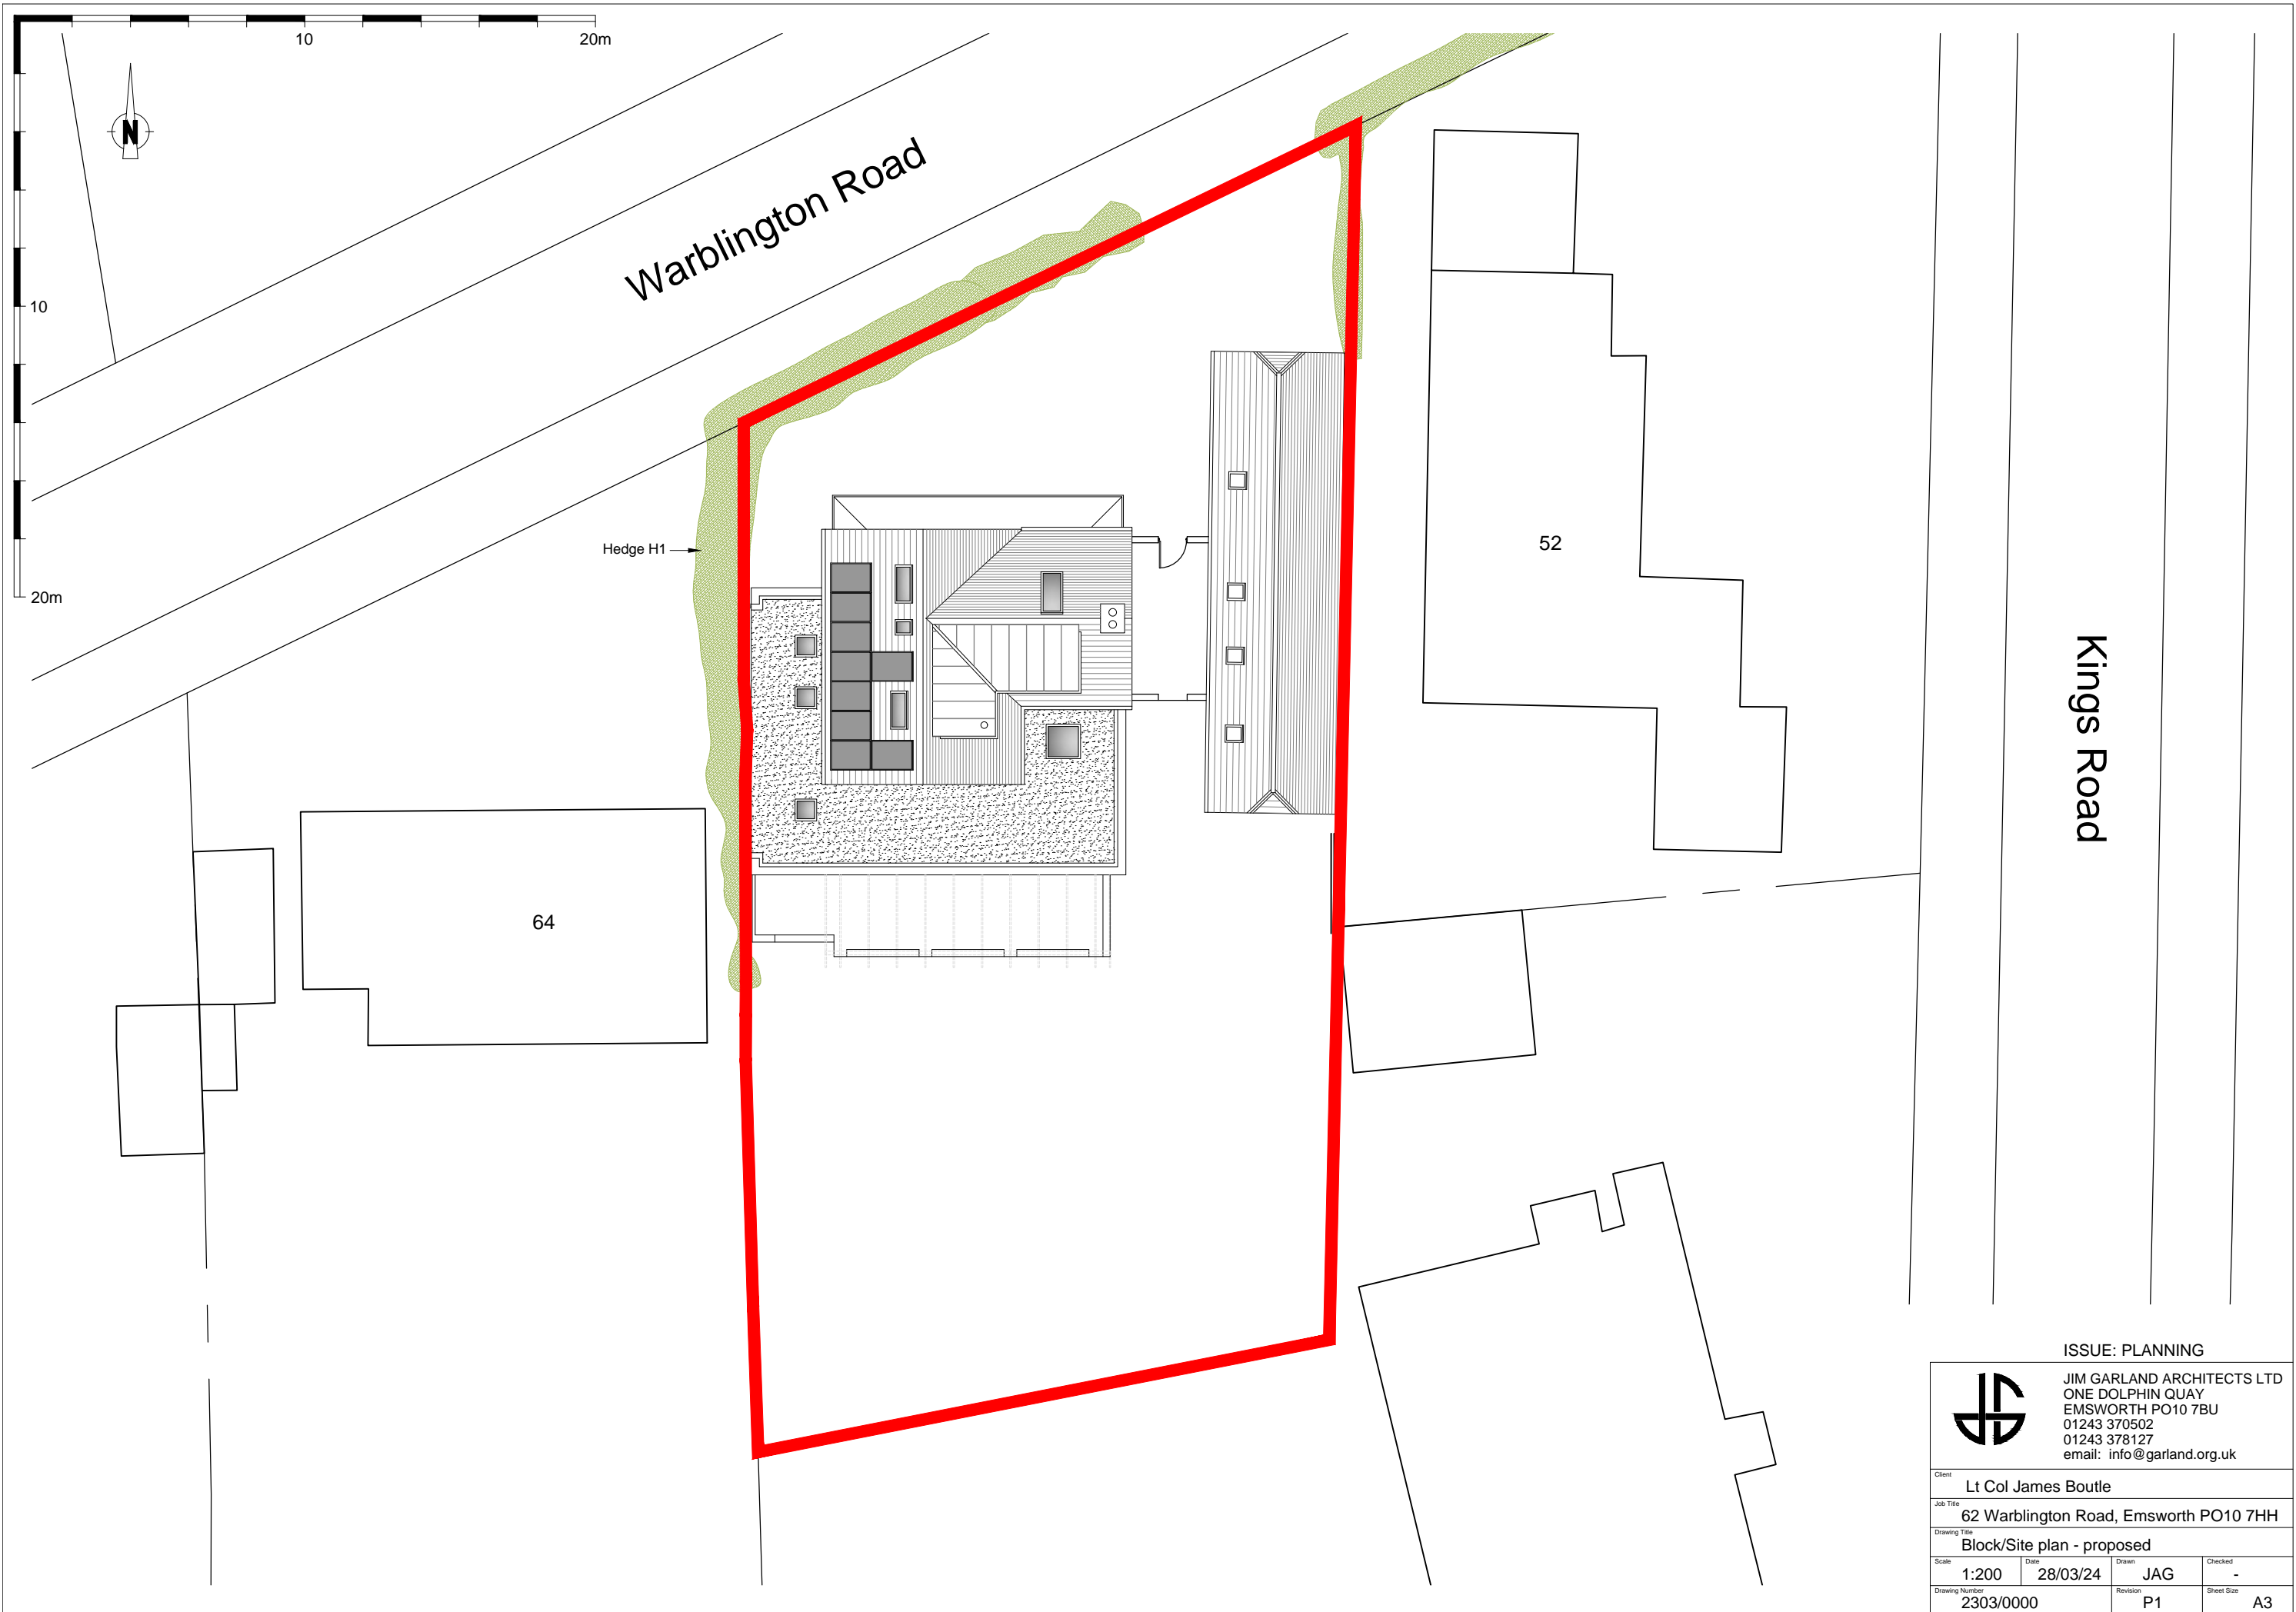 10
20m
N
10
20m
Warblington Road
Hedge H1
52
64
Kings Road
ISSUE: PLANNING
JIM GARLAND ARCHITECTS LTD
ONE DOLPHIN QUAY
EMSWORTH PO10 7BU
01243 370502
01243 378127
email: info@garland.org.uk
Client
Lt Col James Boutle
Job Title
62 Warblington Road, Emsworth PO10 7HH
Drawing Title
Block/Site plan - proposed
Scale Date Drawn Checked
1:200 28/03/24 JAG -
Drawing Number Revision Sheet Size
2303/0000 P1 A3